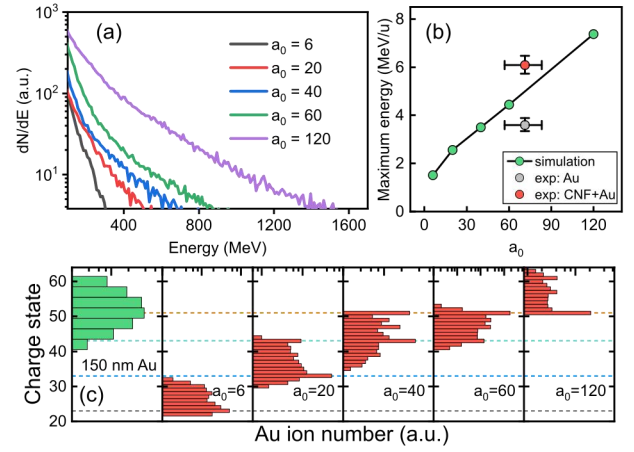 (a)
a₀ = 6
a₀ = 20
a₀ = 40
a₀ = 60
a₀ = 120
dN/dE (a.u.)
10³
10²
10¹
400
800
1200
1600
Energy (MeV)
(b)
Maximum energy (MeV/u)
8
6
4
2
0
simulation
exp: Au
exp: CNF+Au
0
30
60
90
120
a₀
Charge state
60
50
40
30
20
150 nm Au
(c)
a₀=6
a₀=20
a₀=40
a₀=60
a₀=120
Au ion number (a.u.)